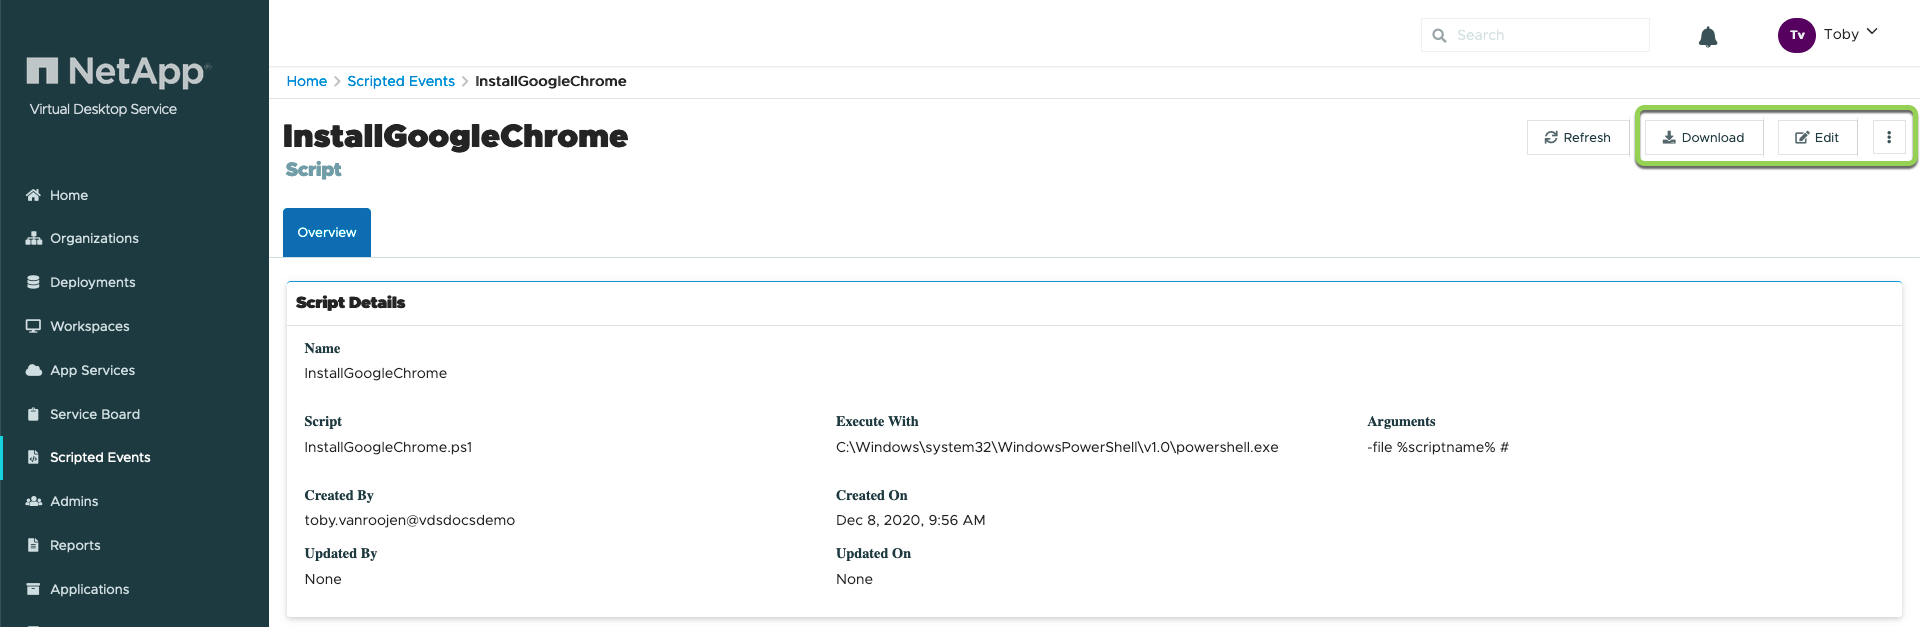 NetApp
Virtual Desktop Service
Home
Organizations
Deployments
Workspaces
App Services
Service Board
Scripted Events
Admins
Reports
Applications
Search
Tv
Toby
Home > Scripted Events > InstallGoogleChrome
InstallGoogleChrome
Script
Refresh
Download
Edit
Overview
Script Details
Name
InstallGoogleChrome
Script Execute With Arguments
InstallGoogleChrome.ps1 C:\Windows\system32\WindowsPowerShell\v1.0\powershell.exe -file %scriptname% #
Created By Created On
toby.vanroojen@vdsdocsdemo Dec 8, 2020, 9:56 AM
Updated By Updated On
None None